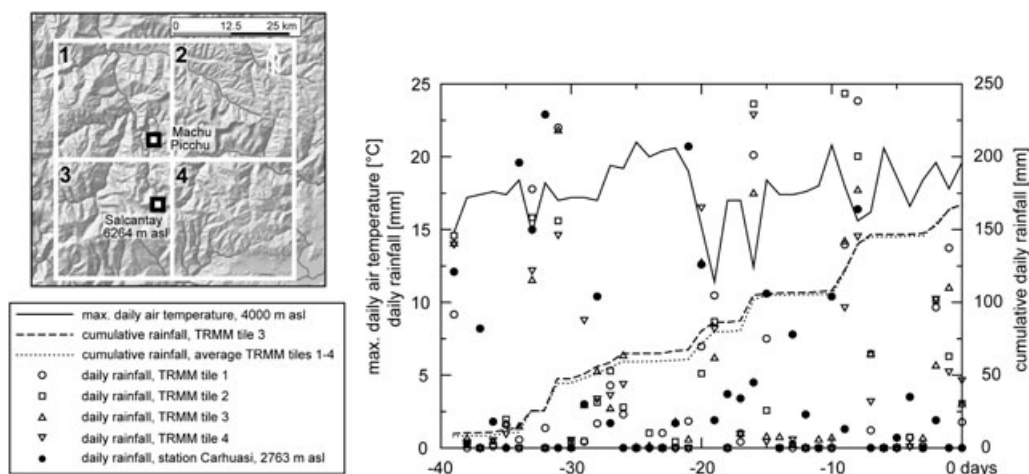 0 12.5 25 km
1 2
Machu
Picchu
3 4
Salcantay
6264 m asl
max. daily air temperature, 4000 m asl
cumulative rainfall, TRMM tile 3
cumulative rainfall, average TRMM tiles 1-4
daily rainfall, TRMM tile 1
daily rainfall, TRMM tile 2
daily rainfall, TRMM tile 3
daily rainfall, TRMM tile 4
daily rainfall, station Carhuasi, 2763 m asl
max. daily air temperature [°C]
daily rainfall [mm]
25
20
15
10
5
0
-40 -30 -20 -10 0 days
250
200
150
100
50
0
cumulative daily rainfall [mm]